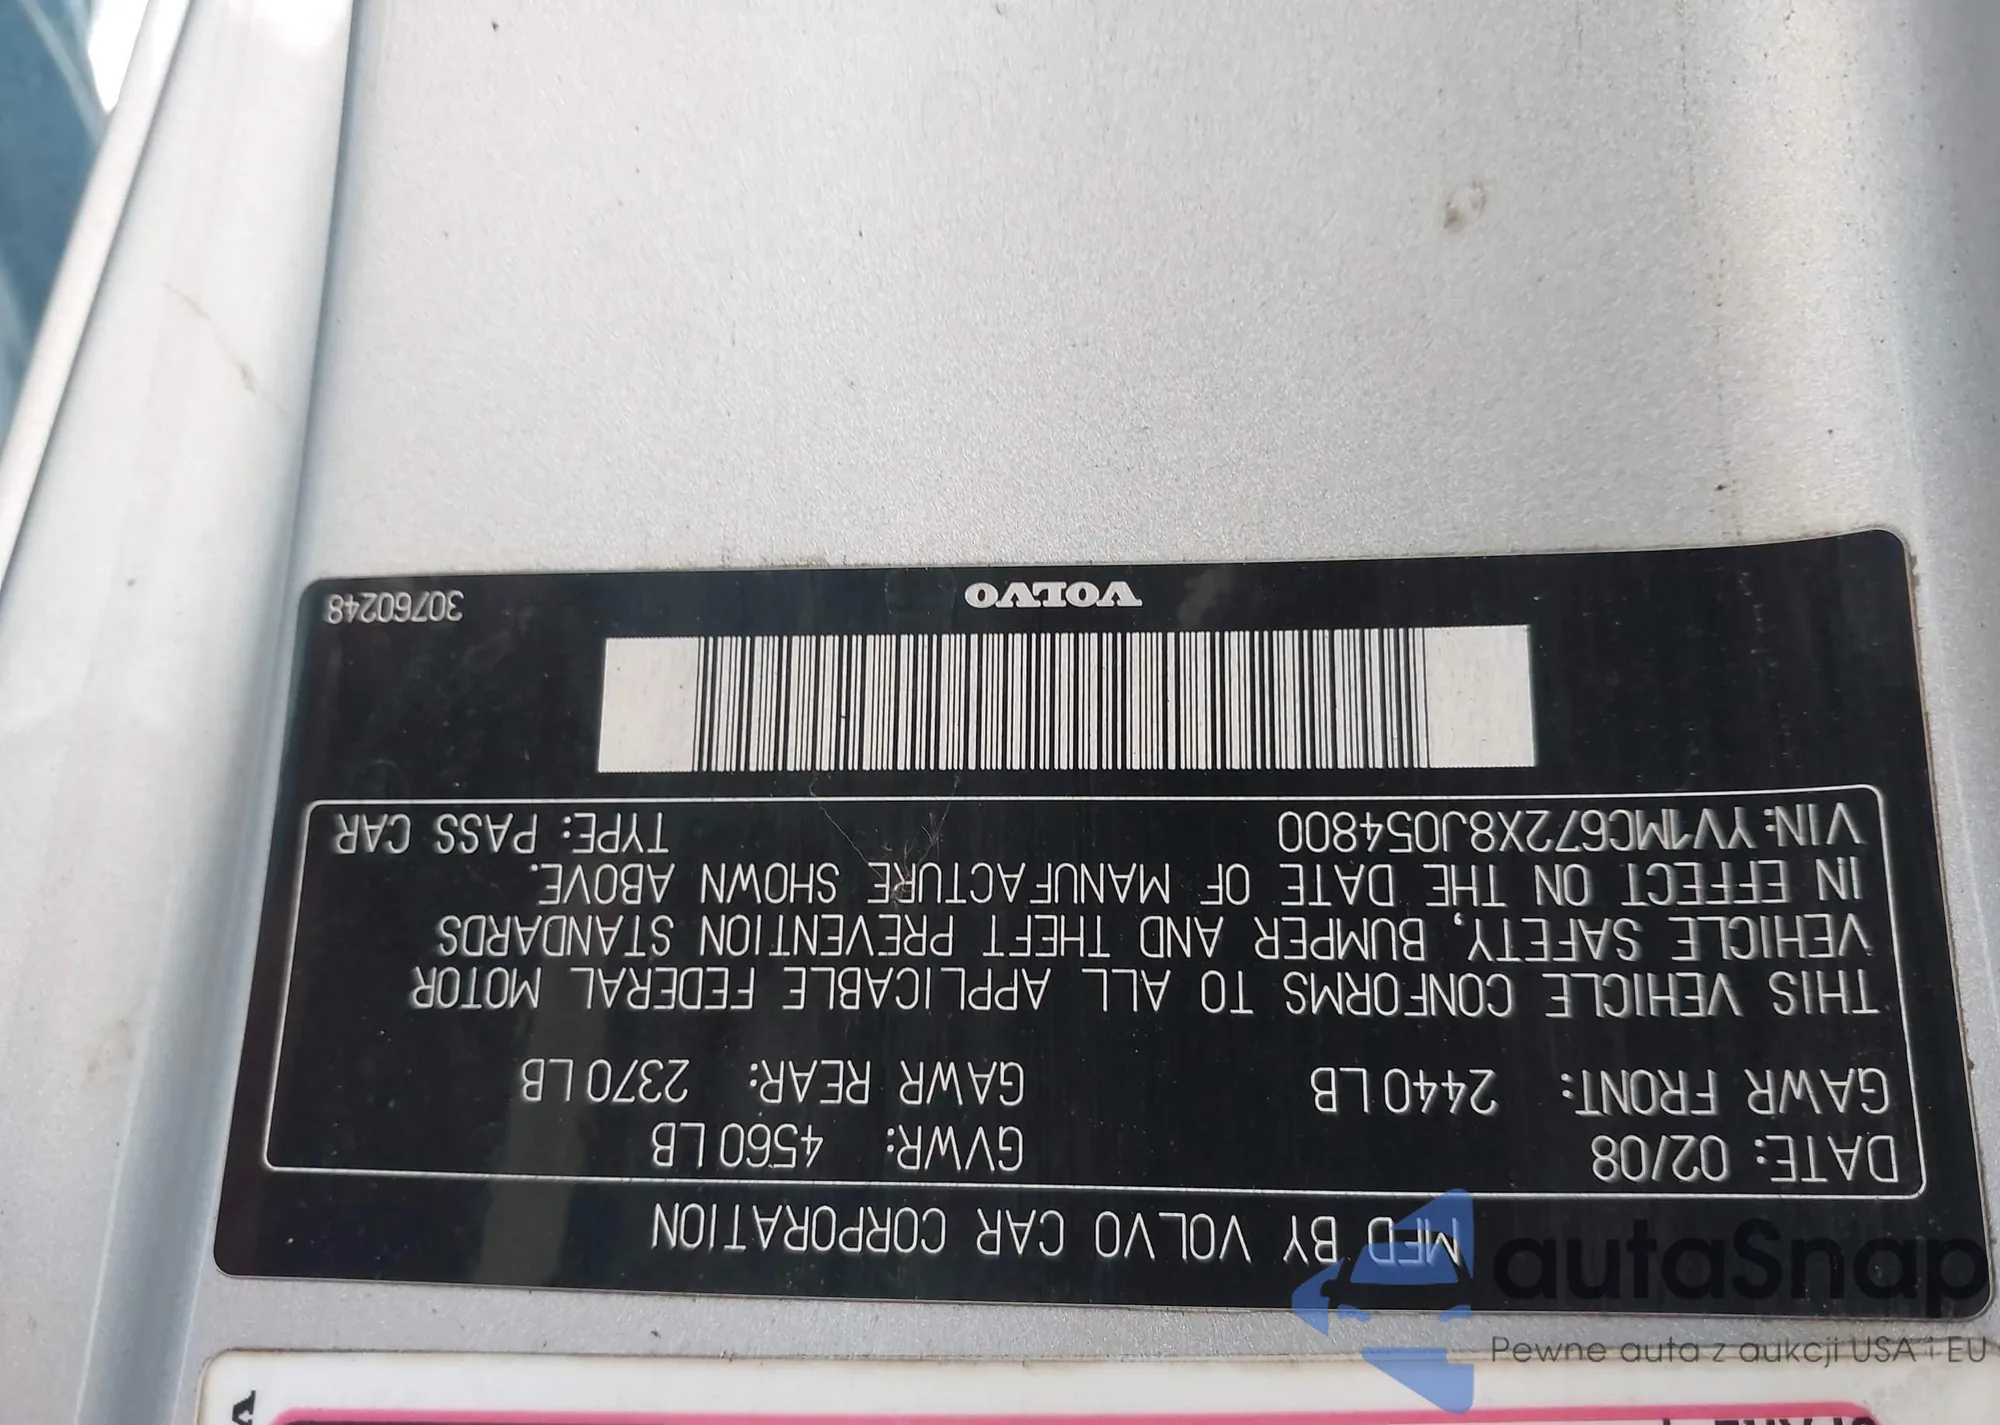 MFD BY VOLVO CAR CORPORATION
DATE: 02/08 GVWR: 4560 LB
GAWR FRONT: 2440 LB GAWR REAR: 2370 LB
THIS VEHICLE CONFORMS TO ALL APPLICABLE FEDERAL MOTOR
VEHICLE SAFETY, BUMPER AND THEFT PREVENTION STANDARDS
IN EFFECT ON THE DATE OF MANUFACTURE SHOWN ABOVE.
VIN: YV1MC672X8J054800 TYPE: PASS CAR
VOLVO
30760248
autaSnap
Pewne auta z aukcji USA i EU